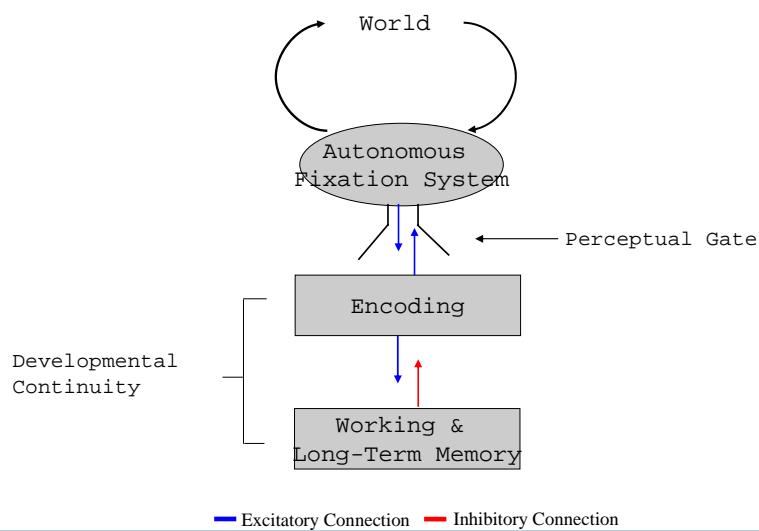 World
Autonomous
Fixation System
Perceptual Gate
Encoding
Developmental
Continuity
Working &
Long-Term Memory
Excitatory Connection Inhibitory Connection